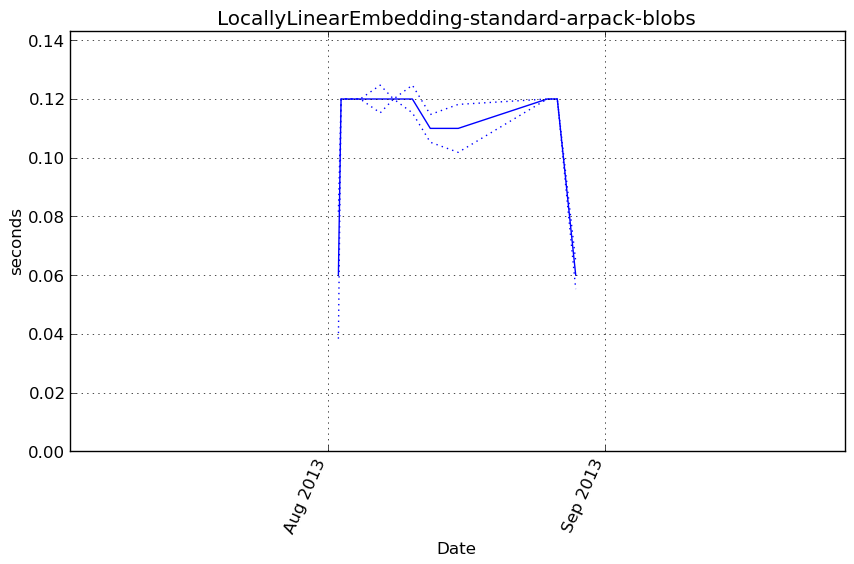 LocallyLinearEmbedding-standard-arpack-blobs
0.14
0.12
0.10
0.08
0.06
0.04
0.02
0.00
seconds
Aug 2013
Sep 2013
Date